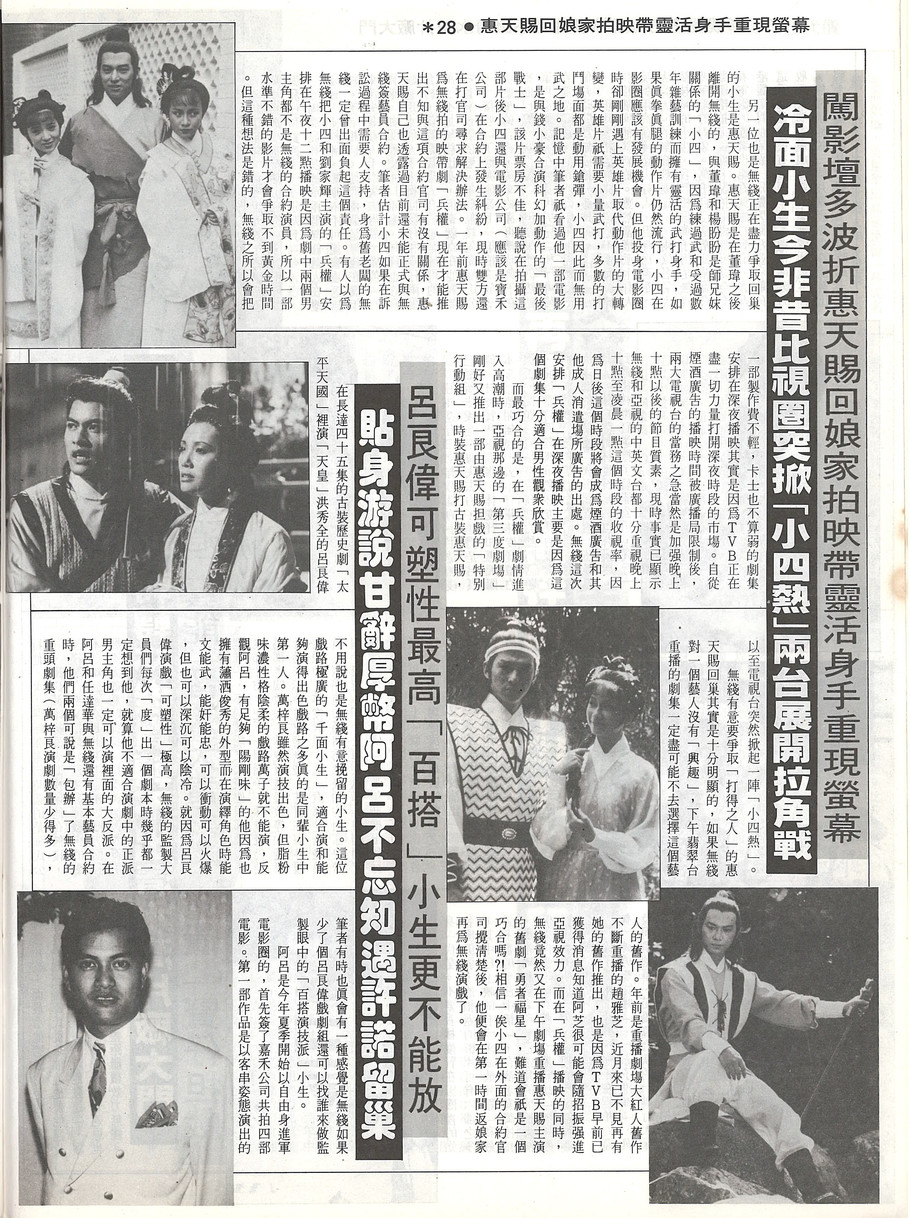 惠天賜回娘家拍映帶靈活身手重現螢幕●28＊
闖影壇多波折惠天賜回娘家拍映帶靈活身手重現螢幕
冷面小生今非昔比視圈突掀「小四熱」兩台展開拉角戰
另一位也是無綫正在盡力爭取回巢
的小生是惠天賜。惠天賜是在董瑋之後
離開無綫的，與董瑋和楊盼盼是師兄妹
關係的「小四」，因為練過武和受過數
年雜藝訓練而擁有靈活的武打身手，如
果眞拳眞腿的動作片仍然流行，小四在
影圈應該有發展機會。但他投身電影圈
時卻剛剛遇上英雄片取代動作片的大轉
變，英雄片祇需要小量武打，多數的打
鬥塲面都是動用鎗彈，小四因此而無用
武之地。記憶中筆者祇看過他一部電影
，是與錢小豪合演科幻加動作的「最後
戰士」，該片票房不佳，聽說在拍攝這
部片後小四還與電影公司（應該是寶禾
公司）在合約上發生糾紛，現時雙方還
在打官司尋求解決辦法。一年前惠天賜
爲無綫拍的映帶劇「兵權」現在才能推
出不知與這項合約官司有沒有關係，惠
天賜自己也透露過目前還未能正式與無
綫簽藝員合約。筆者估計小四如果在訴
訟過程中需要人支持，身爲舊老闆的無
綫一定曾出面負起這個責任。有人以爲
無綫把小四和劉家輝主演的「兵權」安
排在午夜十二點播映是因爲劇中兩個男
主角都不是無綫的合約演員，所以一部
水準不錯的影片才會爭取不到黃金時間
。但這種想法是錯的，無綫之所以會把
一部製作費不輕，卡士也不算弱的劇集
安排在深夜播映其實是因爲ＴＶＢ正在
盡一切力量打開深夜時段的市塲。自從
煙酒廣告的播映時間被廣播局限制後，
兩大電視台的當務之急當然是加强晚上
十點以後的節目質素，現時事實已顯示
無綫和亞視的中英文台都十分重視晚上
十點至凌晨一點這個時段的收視率，因
爲日後這個時段將會成爲煙酒廣告和其
他成人消遣塲所廣告的出處。無綫這次
安排「兵權」在深夜播映主要是因爲這
個劇集十分適合男性觀衆欣賞。
而最巧合的是，在「兵權」劇情進
入高潮時，亞視那邊的「第三度劇塲」
剛好又推出一部由惠天賜担戲的「特別
行動組」，時裝惠天賜打古裝惠天賜，
以至電視台突然掀起一陣「小四熱」。
無綫有意要爭取「打得之人」的惠
天賜回巢其實是十分明顯的，如果無綫
對一個藝人沒有「興趣」，下午翡翠台
重播的劇集一定盡可能不去選擇這個藝
人的舊作。年前是重播劇塲大紅人舊作
不斷重播的趙雅芝，近月來已不見再有
她的舊作推出，也是因爲ＴＶＢ早前已
獲得消息知道阿芝很可能會隨招振强進
亞視效力。而在「兵權」播映的同時，
無綫竟然又在下午劇塲重播惠天賜主演
的舊劇「勇者福星」，難道會祇是一個
巧合嗎?!相信一俟小四在外面的合約官
司攪清楚後，他便會在第一時間返娘家
再爲無綫演戲了。
呂良偉可塑性最高「百搭」小生更不能放
貼身游說甘辭厚幣阿呂不忘知遇許諾留巢
在長達四十五集的古裝歷史劇「太
平天國」裡演「天皇」洪秀全的呂良偉
不用說也是無綫有意挽留的小生。這位
戲路極廣的「千面小生」，適合演和能
夠演得出色戲路之多眞的是同輩小生中
第一人。萬梓良雖然演技出色，但脂粉
味濃性格陰柔的戲路萬子就不能演，反
觀阿呂，有足夠「陽剛味」的他因爲也
擁有瀟洒俊秀的外型而在演繹角色時能
文能武，能奸能忠，可以衝動可以火爆
，但也可以深沉可以陰冷。就因爲呂良
偉演戲「可塑性」極高，無綫的監製大
員們每次「度」出一個劇本時幾乎都一
定想到他，就算他不適合演劇中的正派
男主角也一定可以演裡面的大反派。在
阿呂和任達華與無綫還有基本藝員合約
時，他們兩個可說是「包辦」了無綫的
重頭劇集（萬梓良演劇數量少得多），
筆者有時也眞會有一種感覺是無綫如果
少了個呂良偉戲劇組還可以找誰來做監
製眼中的「百搭演技派」小生。
阿呂是今年夏季開始以自由身進軍
電影圈的，首先簽了嘉禾公司共拍四部
電影。第一部作品是以客串姿態演出的